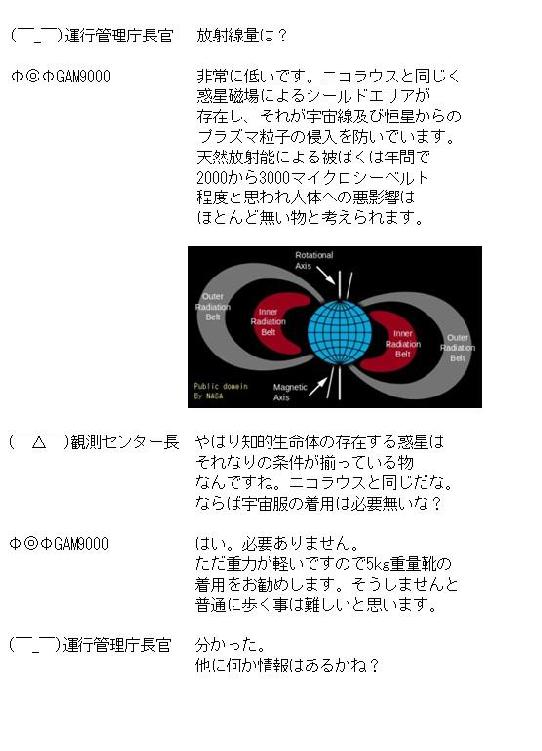 (￣_￣)運行管理庁長官 放射線量は？
Φ◎ΦGAM9000 非常に低いです。ニコラウスと同じく
惑星磁場によるシールドエリアが
存在し、それが宇宙線及び恒星からの
プラズマ粒子の侵入を防いでいます。
天然放射能による被ばくは年間で
2000から3000マイクロシーベルト
程度と思われ人体への悪影響は
ほとんど無い物と考えられます。
Rotational
Axis
Outer
Radiation
Belt
Inner
Radiation
Belt
Inner
Radiation
Belt
Outer
Radiation
Belt
Public domain
By NASA
Magnetic
Axis
(　△　)観測センター長 やはり知的生命体の存在する惑星は
それなりの条件が揃っている物
なんですね。ニコラウスと同じだな。
ならば宇宙服の着用は必要無いな？
Φ◎ΦGAM9000 はい。必要ありません。
ただ重力が軽いですので5kg重量靴の
着用をお勧めします。そうしませんと
普通に歩く事は難しいと思います。
(￣_￣)運行管理庁長官 分かった。
他に何か情報はあるかね？